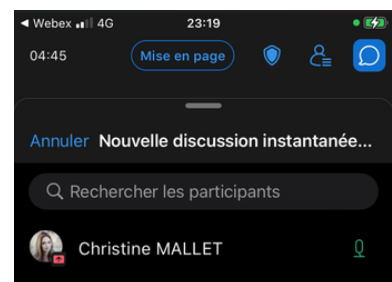 Webex 4G 23:19
04:45 Mise en page
Annuler Nouvelle discussion instantanée...
Rechercher les participants
Christine MALLET